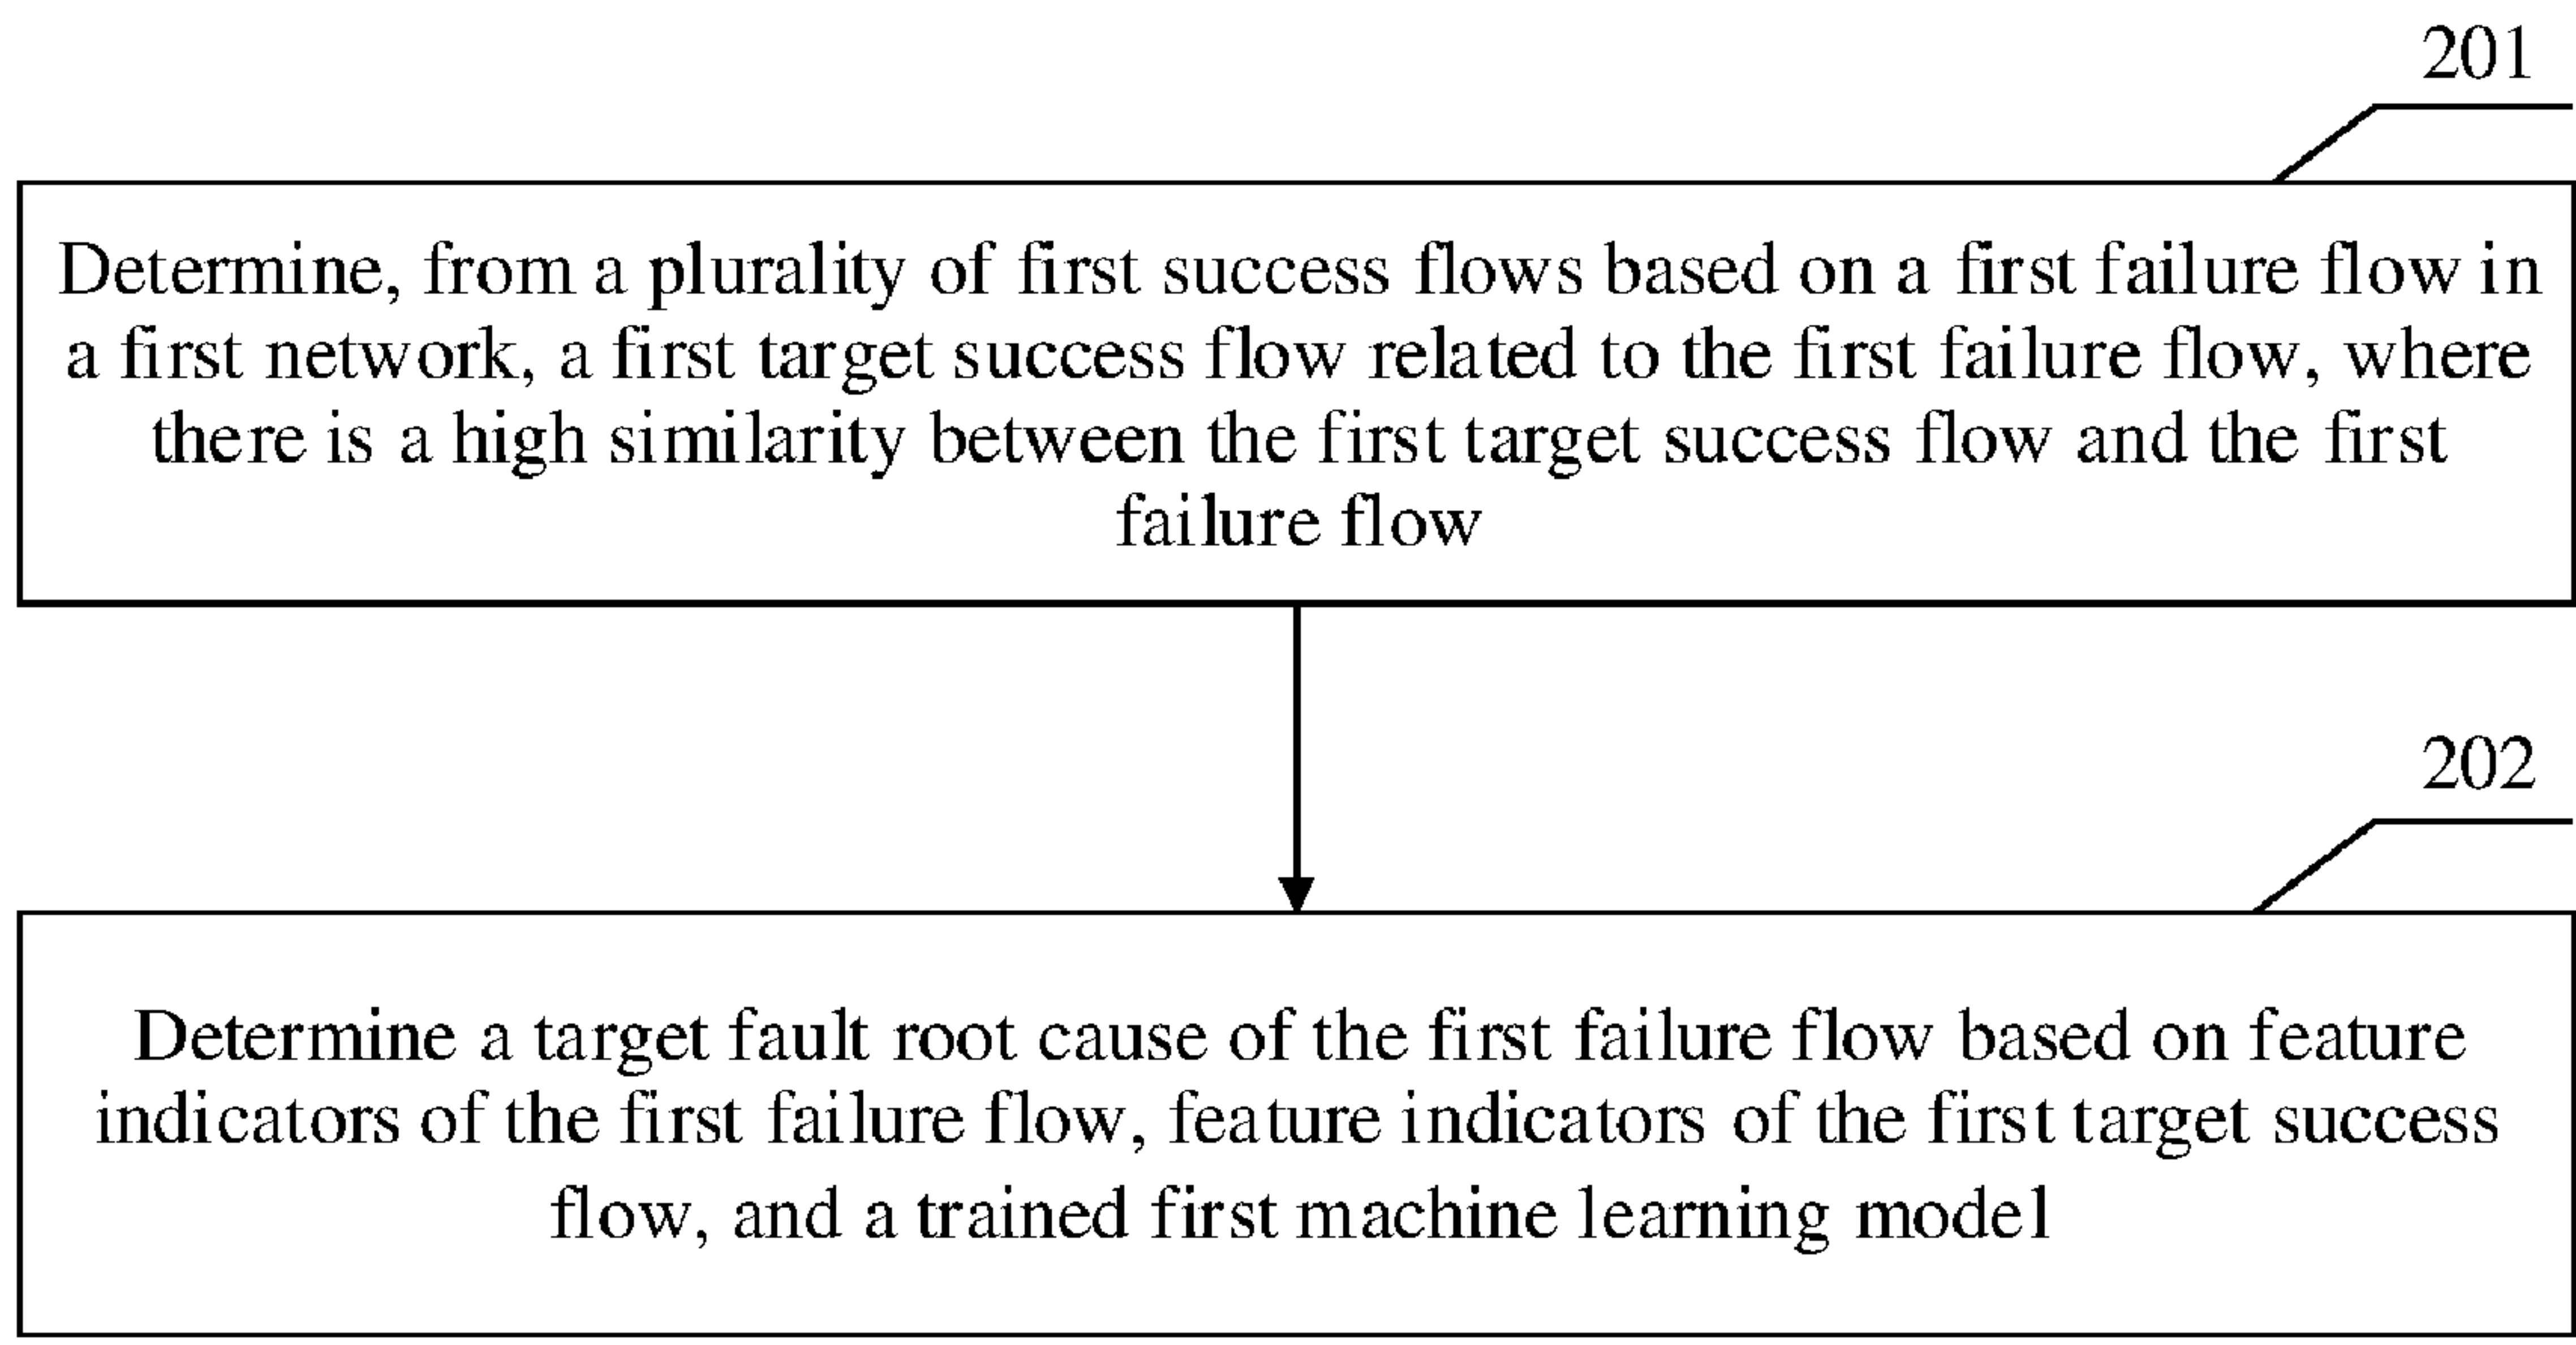 201
Determine, from a plurality of first success flows based on a first failure flow in
a first network, a first target success flow related to the first failure flow, where
there is a high similarity between the first target success flow and the first
failure flow
202
Determine a target fault root cause of the first failure flow based on feature
indicators of the first failure flow, feature indicators of the first target success
flow, and a trained first machine learning model